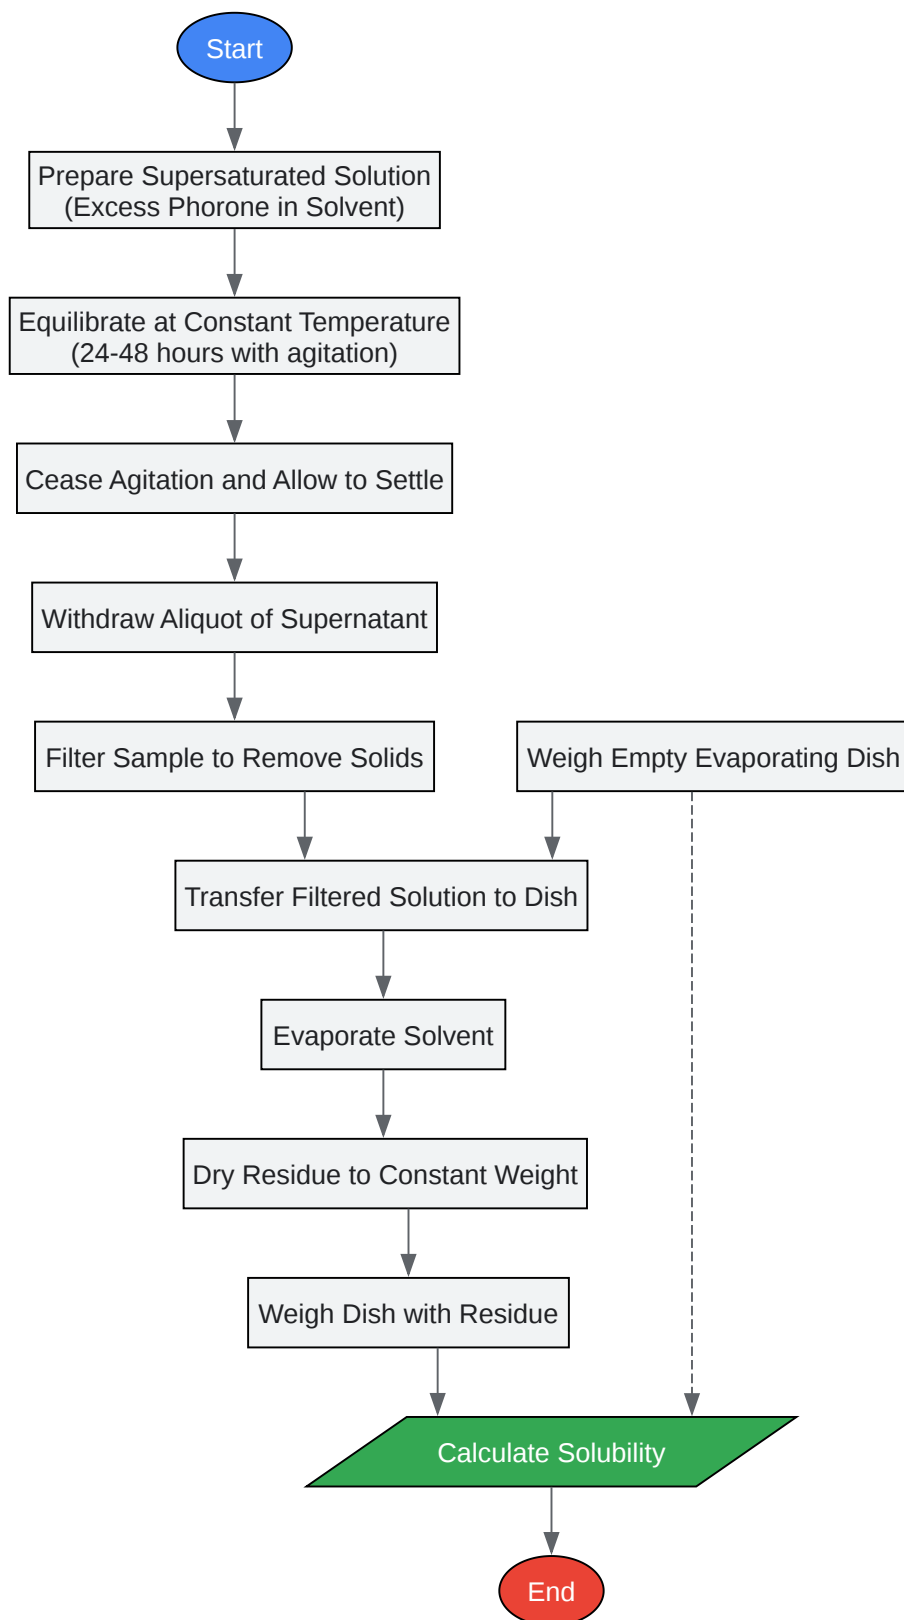 Start
Prepare Supersaturated Solution
(Excess Phorone in Solvent)
Equilibrate at Constant Temperature
(24-48 hours with agitation)
Cease Agitation and Allow to Settle
Withdraw Aliquot of Supernatant
Filter Sample to Remove Solids
Weigh Empty Evaporating Dish
Transfer Filtered Solution to Dish
Evaporate Solvent
Dry Residue to Constant Weight
Weigh Dish with Residue
Calculate Solubility
End